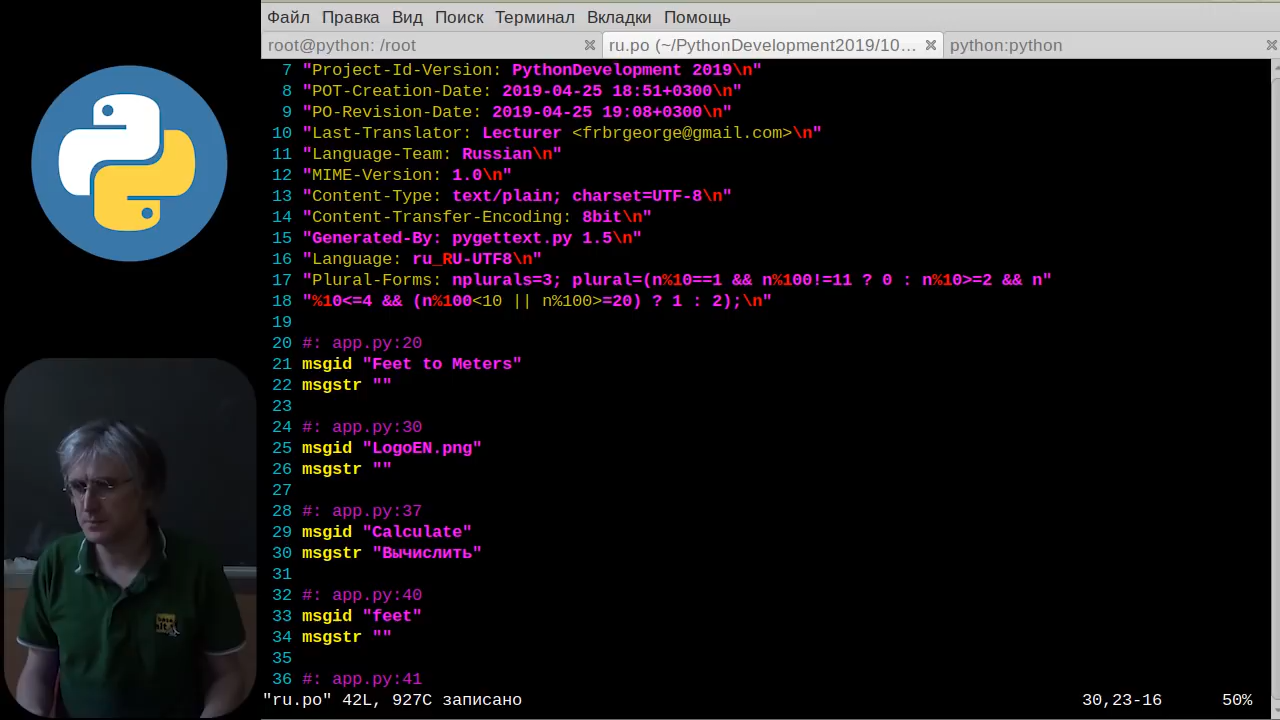 Файл Правка Вид Поиск Терминал Вкладки Помощь
root@python: /root
ru.po (~/PythonDevelopment2019/10...
python:python
7 "Project-Id-Version: PythonDevelopment 2019\n"
8 "POT-Creation-Date: 2019-04-25 18:51+0300\n"
9 "PO-Revision-Date: 2019-04-25 19:08+0300\n"
10 "Last-Translator: Lecturer <frbrgeorge@gmail.com>\n"
11 "Language-Team: Russian\n"
12 "MIME-Version: 1.0\n"
13 "Content-Type: text/plain; charset=UTF-8\n"
14 "Content-Transfer-Encoding: 8bit\n"
15 "Generated-By: pygettext.py 1.5\n"
16 "Language: ru_RU-UTF8\n"
17 "Plural-Forms: nplurals=3; plural=(n%10==1 && n%100!=11 ? 0 : n%10>=2 && n"
18 "%10<=4 && (n%100<10 || n%100>=20) ? 1 : 2);\n"
19
20 #: app.py:20
21 msgid "Feet to Meters"
22 msgstr ""
23
24 #: app.py:30
25 msgid "LogoEN.png"
26 msgstr ""
27
28 #: app.py:37
29 msgid "Calculate"
30 msgstr "Вычислить"
31
32 #: app.py:40
33 msgid "feet"
34 msgstr ""
35
36 #: app.py:41
"ru.po" 42L, 927C записано 30,23-16 50%